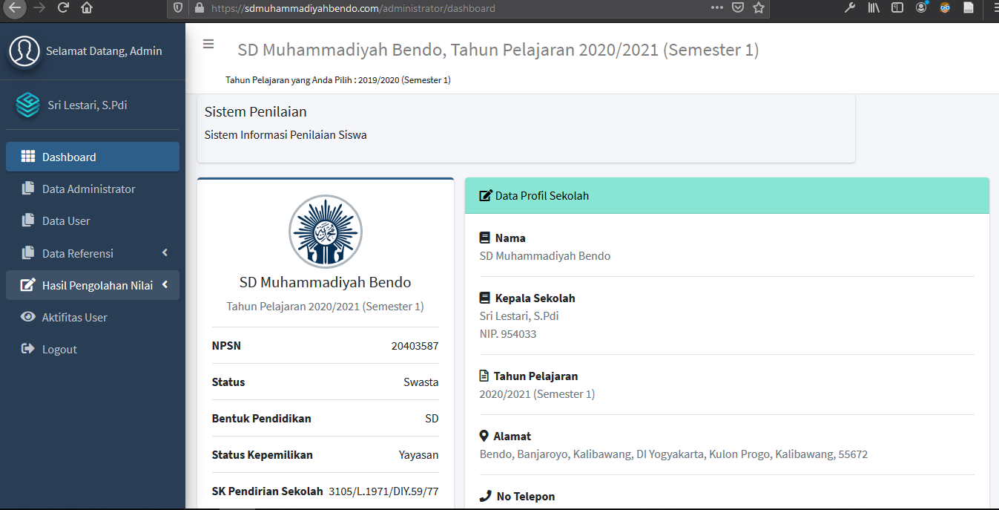 https://sdmuhammadiyahbendo.com/administrator/dashboard
Selamat Datang, Admin
Sri Lestari, S.Pdi
Dashboard
Data Administrator
Data User
Data Referensi
Hasil Pengolahan Nilai
Aktifitas User
Logout
SD Muhammadiyah Bendo, Tahun Pelajaran 2020/2021 (Semester 1)
Tahun Pelajaran yang Anda Pilih : 2019/2020 (Semester 1)
Sistem Penilaian
Sistem Informasi Penilaian Siswa
SD Muhammadiyah Bendo
Tahun Pelajaran 2020/2021 (Semester 1)
NPSN 20403587
Status Swasta
Bentuk Pendidikan SD
Status Kepemilikan Yayasan
SK Pendirian Sekolah 3105/L.1971/DIY.59/77
Data Profil Sekolah
Nama
SD Muhammadiyah Bendo
Kepala Sekolah
Sri Lestari, S.Pdi
NIP. 954033
Tahun Pelajaran
2020/2021 (Semester 1)
Alamat
Bendo, Banjaroyo, Kalibawang, DI Yogyakarta, Kulon Progo, Kalibawang, 55672
No Telepon